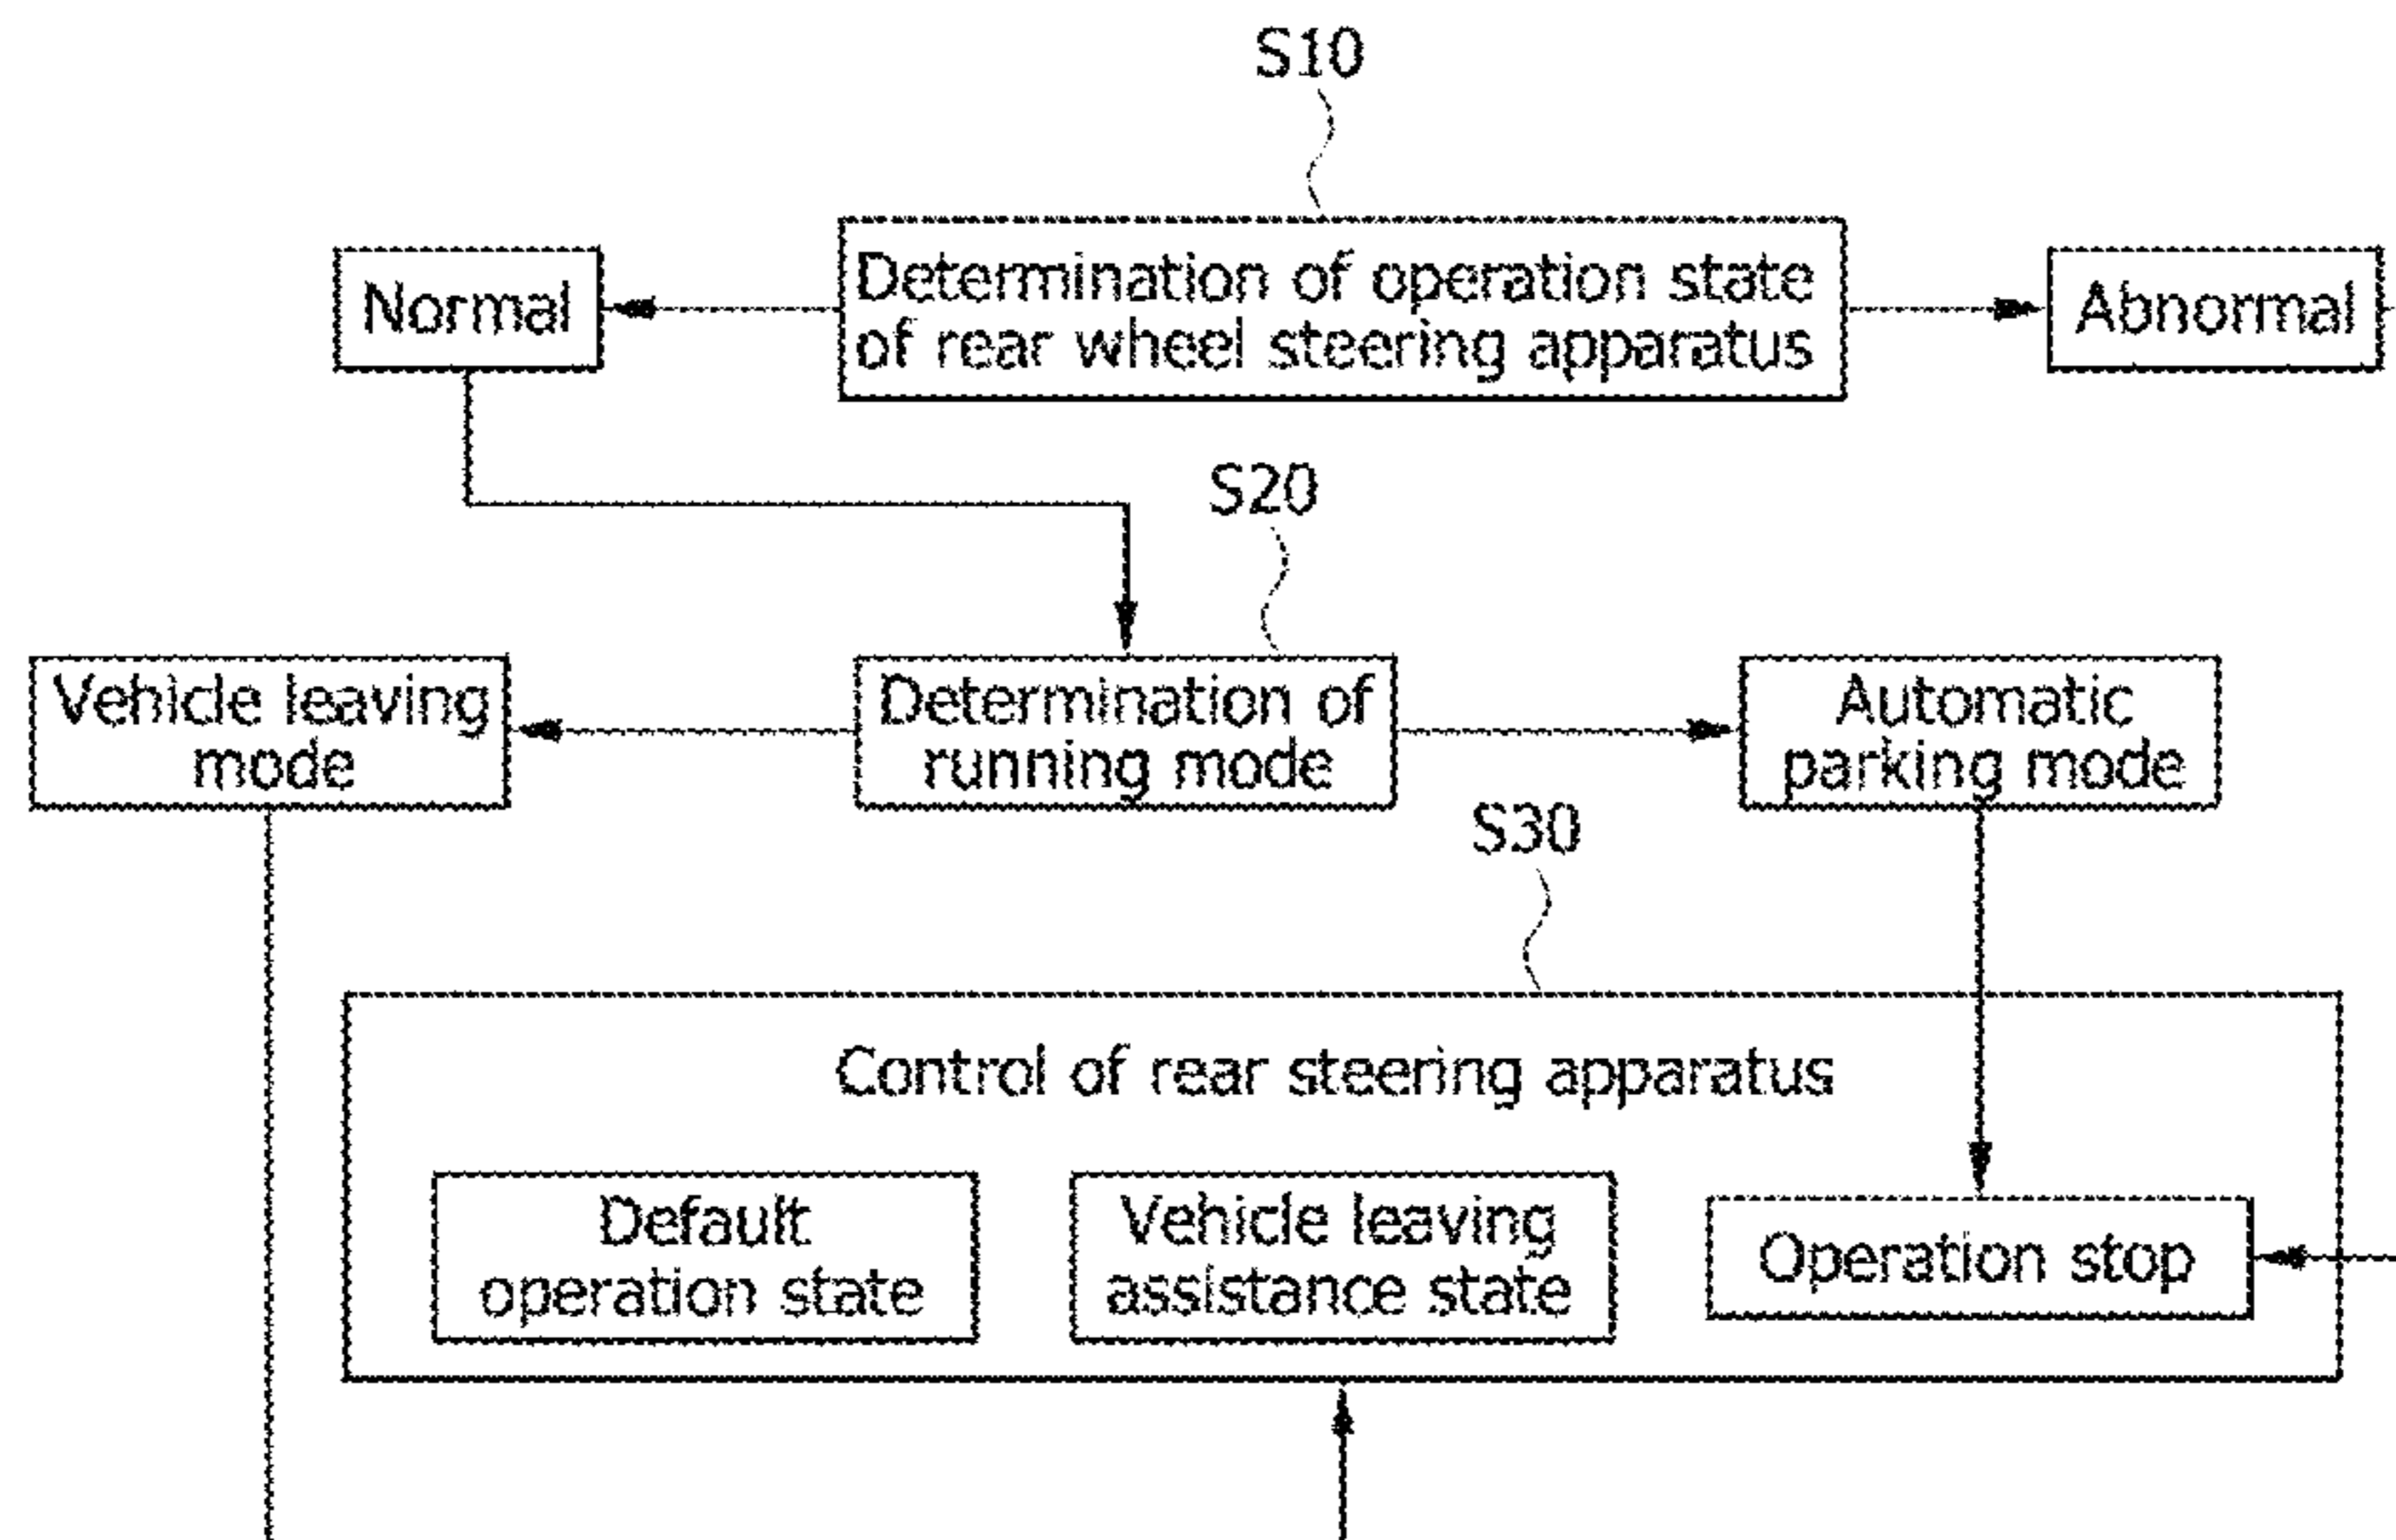 S10
Normal
Determination of operation state
of rear wheel steering apparatus
Abnormal
S20
Vehicle leaving
mode
Determination of
running mode
Automatic
parking mode
S30
Control of rear steering apparatus
Default
operation state
Vehicle leaving
assistance state
Operation stop